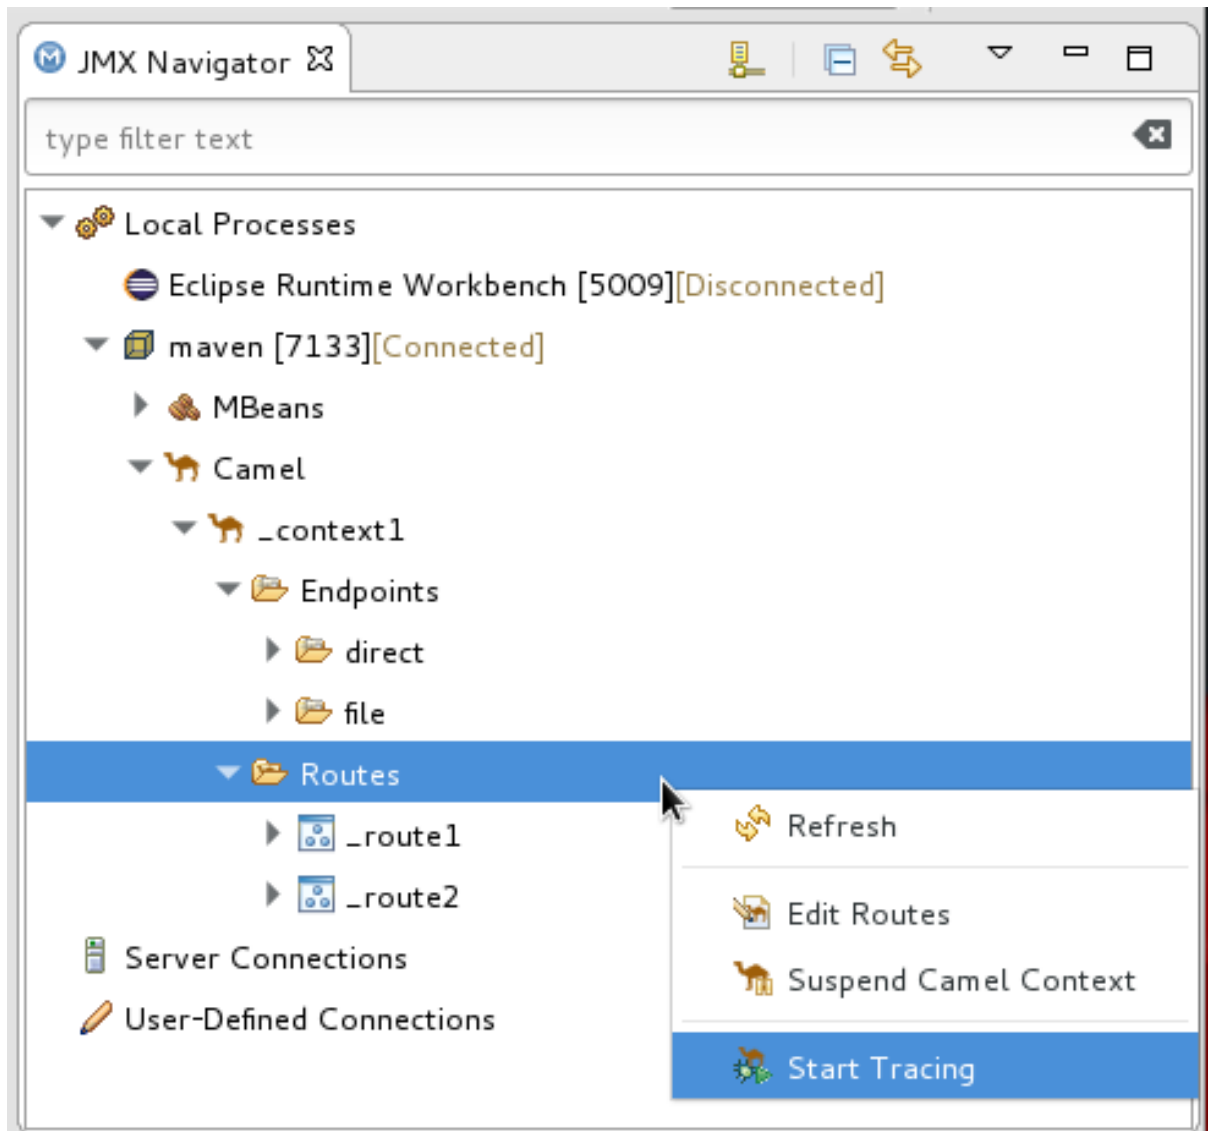 JMX Navigator
type filter text
Local Processes
Eclipse Runtime Workbench [5009][Disconnected]
maven [7133][Connected]
MBeans
Camel
_context1
Endpoints
direct
file
Routes
Refresh
_route1
Edit Routes
_route2
Suspend Camel Context
Server Connections
User-Defined Connections
Start Tracing